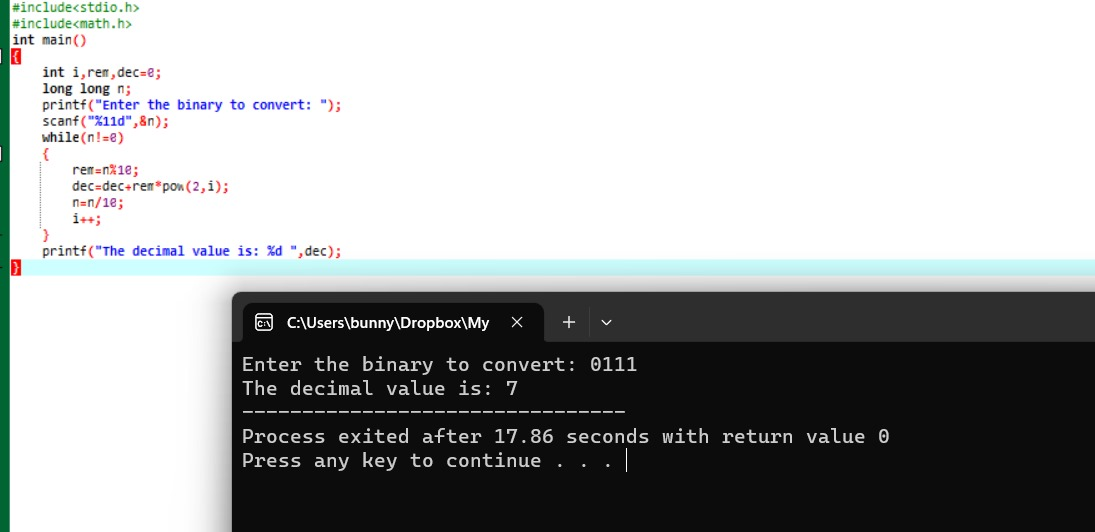 #include<stdio.h>
#include<math.h>
int main()
{
    int i,rem,dec=0;
    long long n;
    printf("Enter the binary to convert: ");
    scanf("%11d",&n);
    while(n!=0)
    {
        rem=n%10;
        dec=dec+rem*pow(2,i);
        n=n/10;
        i++;
    }
    printf("The decimal value is: %d ",dec);
}
C:\Users\bunny\Dropbox\My
Enter the binary to convert: 0111
The decimal value is: 7
--------------------------------
Process exited after 17.86 seconds with return value 0
Press any key to continue . . .